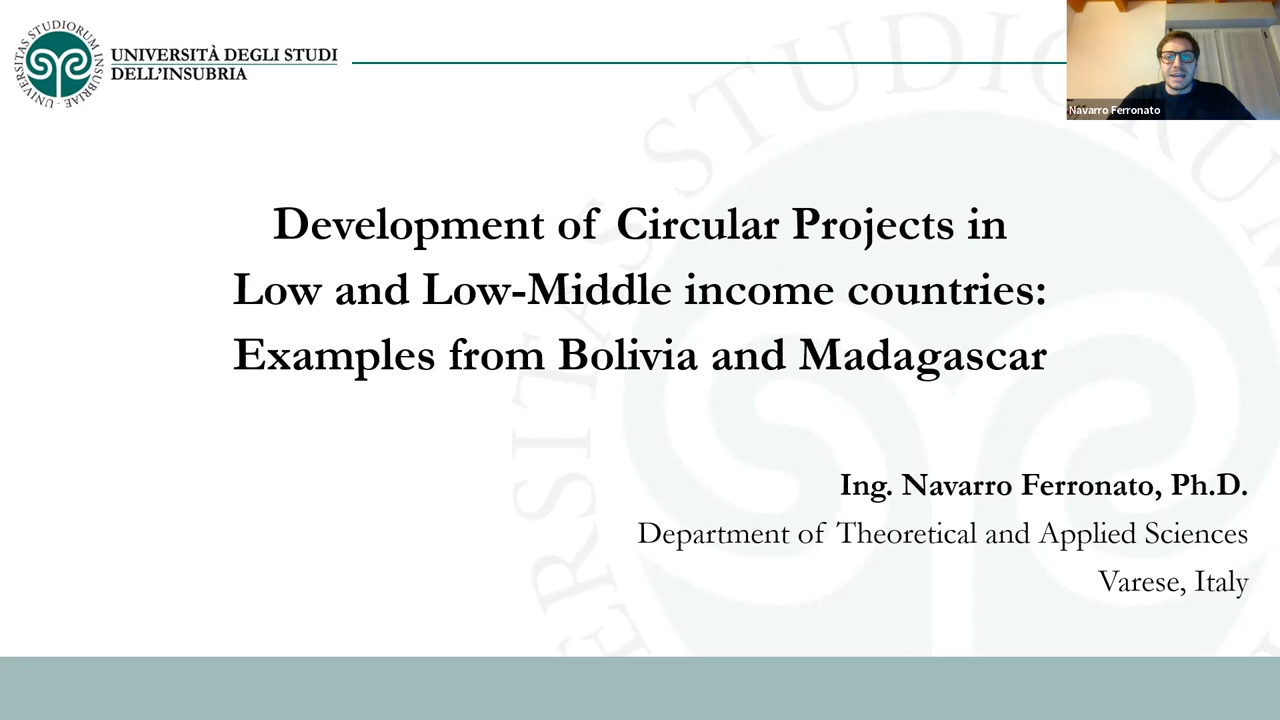 UNIVERSITÀ DEGLI STUDI
DELL'INSUBRIA
UNIVERSITAS STUDIORUM INSUBRIAE
Navarro Ferronato
Development of Circular Projects in
Low and Low-Middle income countries:
Examples from Bolivia and Madagascar
Ing. Navarro Ferronato, Ph.D.
Department of Theoretical and Applied Sciences
Varese, Italy